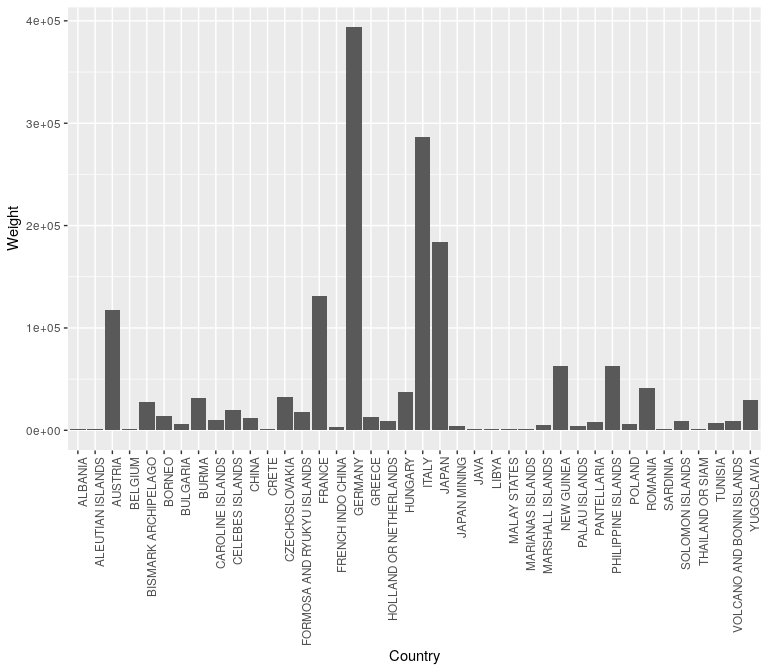 4e+05
3e+05
2e+05
1e+05
0e+00
Weight
ALBANIA
ALEUTIAN ISLANDS
AUSTRIA
BELGIUM
BISMARK ARCHIPELAGO
BORNEO
BULGARIA
BURMA
CAROLINE ISLANDS
CELEBES ISLANDS
CHINA
CRETE
CZECHOSLOVAKIA
FORMOSA AND RYUKYU ISLANDS
FRANCE
FRENCH INDO CHINA
GERMANY
GREECE
HOLLAND OR NETHERLANDS
HUNGARY
ITALY
JAPAN
JAPAN MINING
JAVA
LIBYA
MALAY STATES
MARIANAS ISLANDS
MARSHALL ISLANDS
NEW GUINEA
PALAU ISLANDS
PANTELLARIA
PHILIPPINE ISLANDS
POLAND
ROMANIA
SARDINIA
SOLOMON ISLANDS
THAILAND OR SIAM
TUNISIA
VOLCANO AND BONIN ISLANDS
YUGOSLAVIA
Country